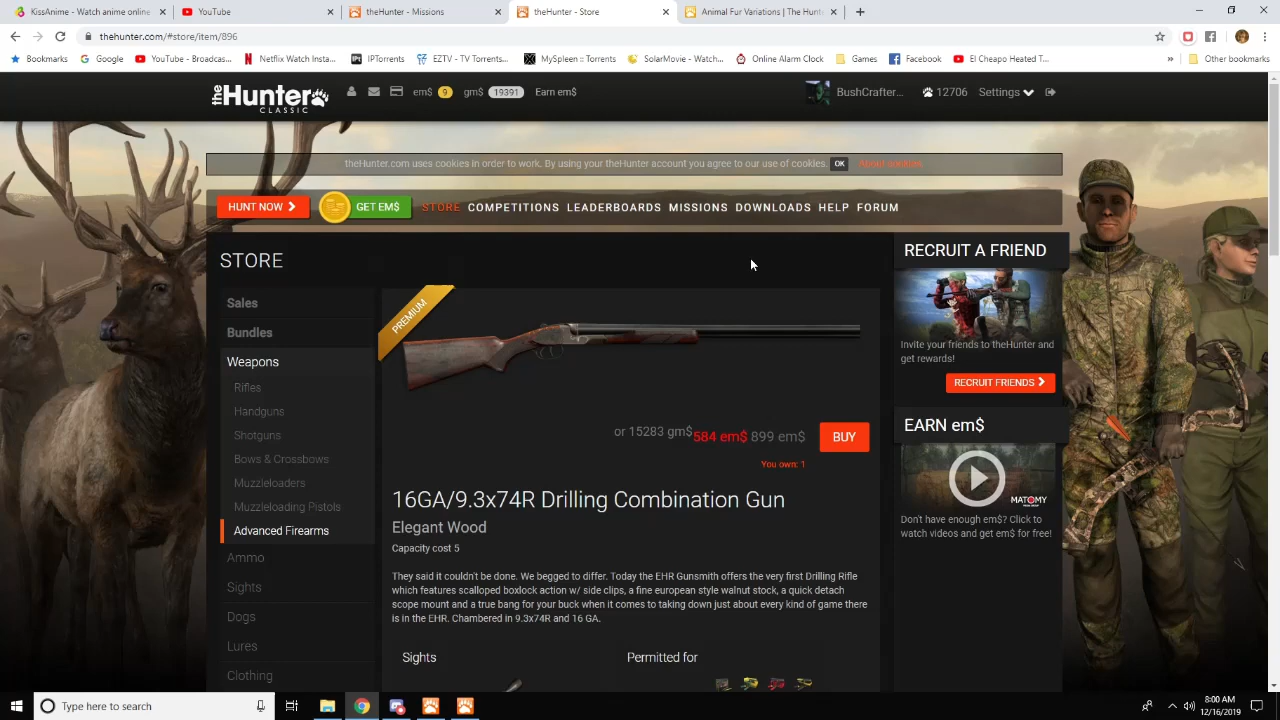 KissAnime - Watch anime online
YouTube
theHunter - Missions
theHunter - Store
Animal Fur Variations | The Hunt
thehunter.com/#store/item/896
Bookmarks
Google
YouTube - Broadcas...
Netflix Watch Insta...
IPTorrents
EZTV - TV Torrents...
MySpleen :: Torrents
SolarMovie - Watch...
Online Alarm Clock
Games
Facebook
El Cheapo Heated T...
»
Other bookmarks
the Hunter CLASSIC
em$ 9 gm$ 19391 Earn em$
BushCrafter... 12706 Settings
theHunter.com uses cookies in order to work. By using your theHunter account you agree to our use of cookies. OK About cookies
HUNT NOW GET EM$ STORE COMPETITIONS LEADERBOARDS MISSIONS DOWNLOADS HELP FORUM
STORE
Sales
Bundles
Weapons
Rifles
Handguns
Shotguns
Bows & Crossbows
Muzzleloaders
Muzzleloading Pistols
Advanced Firearms
Ammo
Sights
Dogs
Lures
Clothing
PREMIUM
or 15283 gm$ 584 em$ 899 em$ BUY
You own: 1
16GA/9.3x74R Drilling Combination Gun
Elegant Wood
Capacity cost 5
They said it couldn't be done. We begged to differ. Today the EHR Gunsmith offers the very first Drilling Rifle
which features scalloped boxlock action w/ side clips, a fine european style walnut stock, a quick detach
scope mount and a true bang for your buck when it comes to taking down just about every kind of game there
is in the EHR. Chambered in 9.3x74R and 16 GA.
Sights
Permitted for
RECRUIT A FRIEND
Invite your friends to theHunter and
get rewards!
RECRUIT FRIENDS
EARN em$
MATOMY
Don't have enough em$? Click to
watch videos and get em$ for free!
Type here to search
8:00 AM
12/16/2019